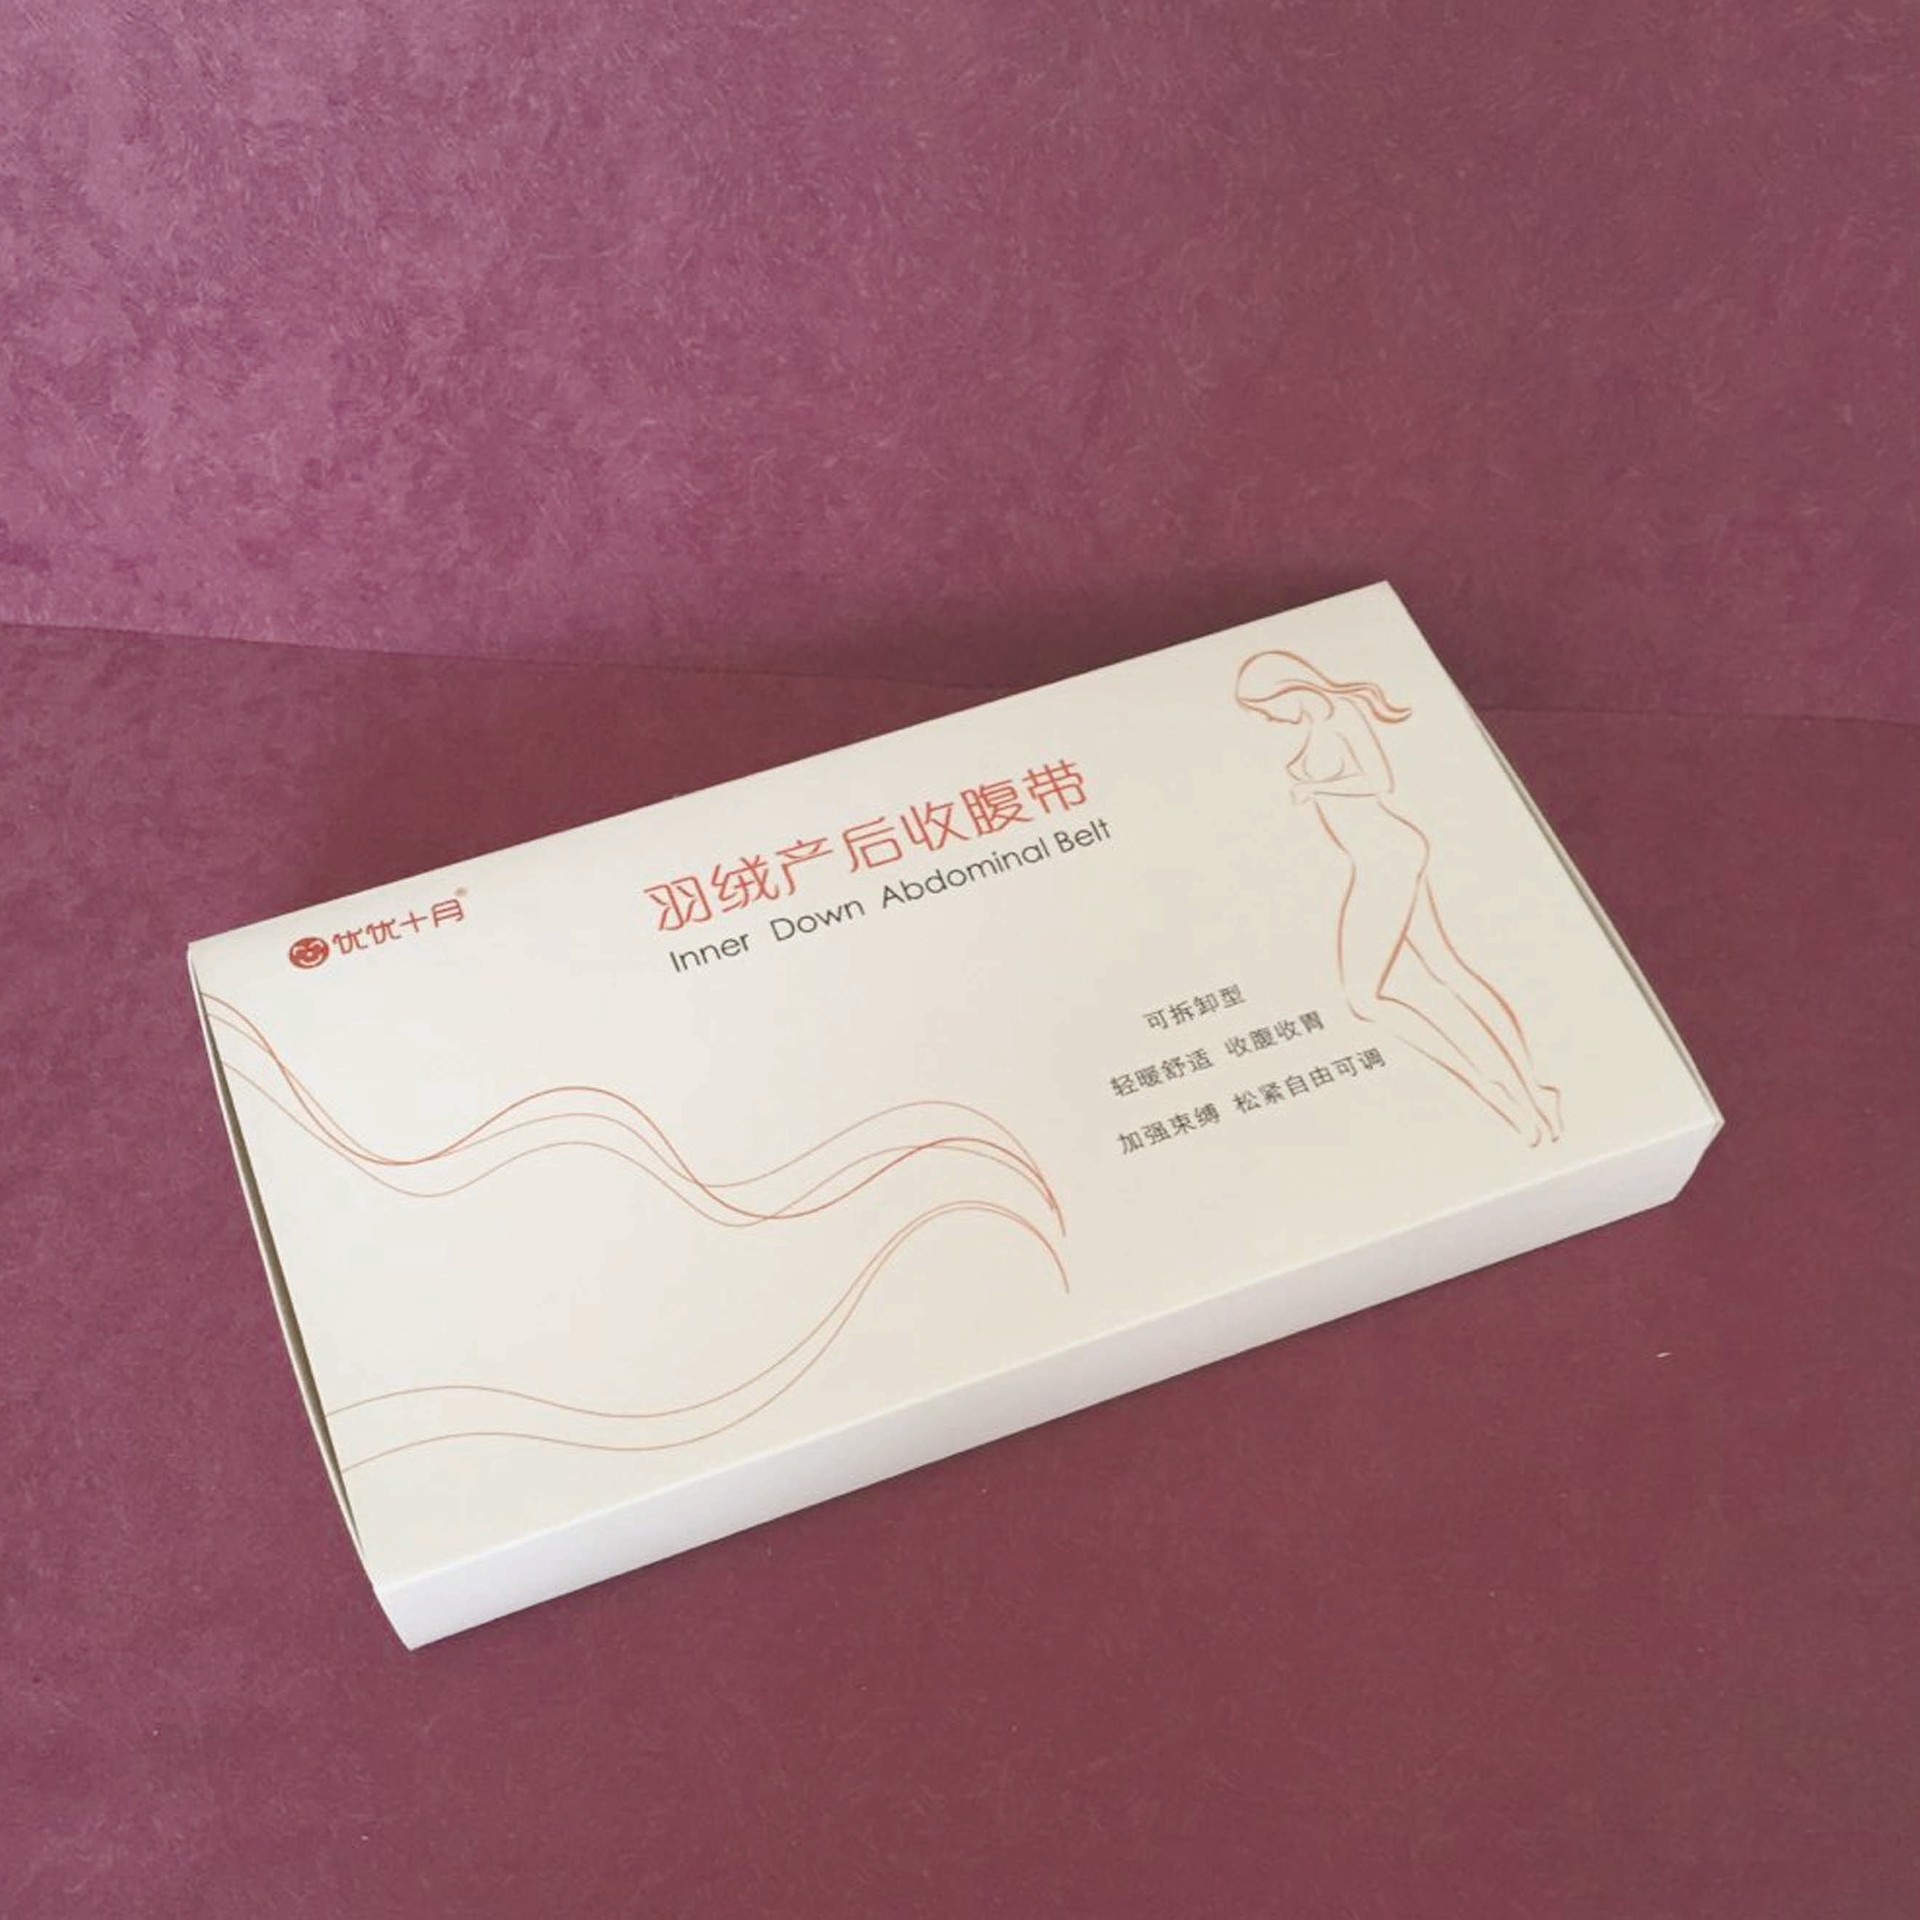 优优十月®
羽绒产后收腹带
Inner Down Abdominal Belt
可拆卸型
轻暖舒适 收腹收胃
加强束缚 松紧自由可调